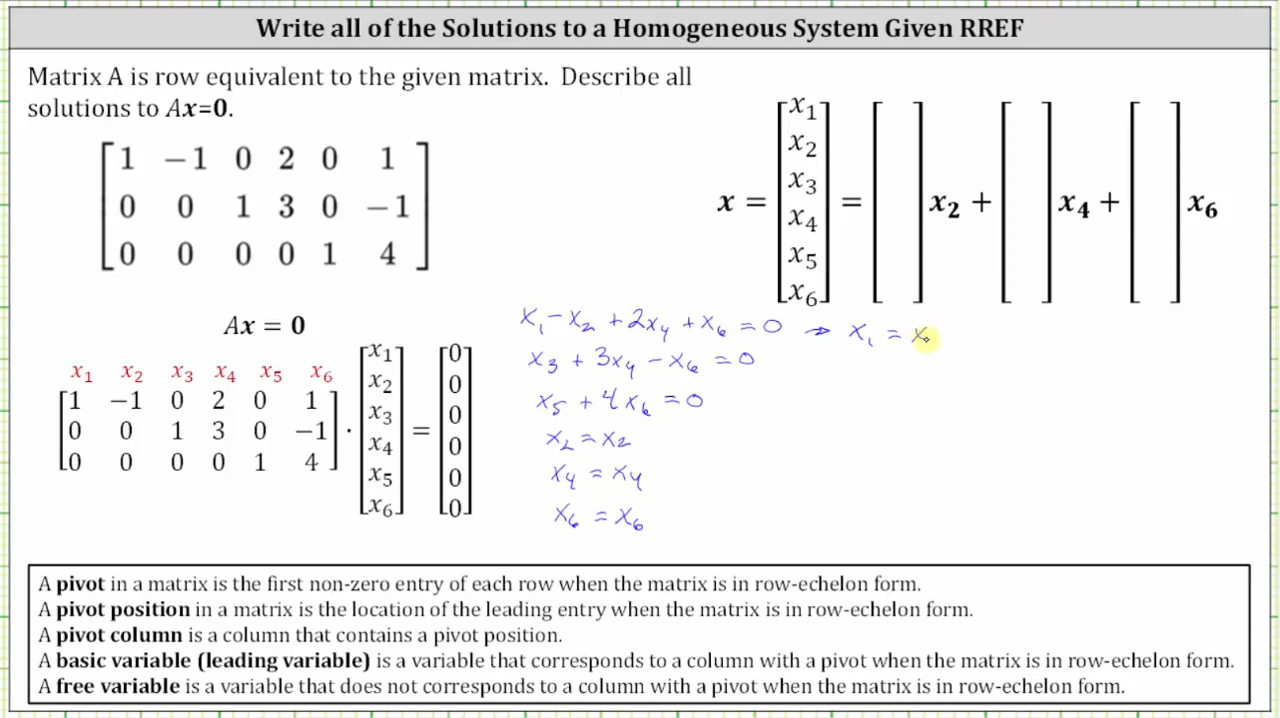 Write all of the Solutions to a Homogeneous System Given RREF
Matrix A is row equivalent to the given matrix. Describe all
solutions to Ax=0.
1 −1 0 2 0 1
0 0 1 3 0 −1
0 0 0 0 1 4
x = [x₁ x₂ x₃ x₄ x₅ x₆] = [ ] x₂ + [ ] x₄ + [ ] x₆
Ax = 0
x₁ x₂ x₃ x₄ x₅ x₆
1 −1 0 2 0 1
0 0 1 3 0 −1
0 0 0 0 1 4
· [x₁ x₂ x₃ x₄ x₅ x₆] = [0 0 0 0 0 0]
x₁ − x₂ + 2x₄ + x₆ = 0 → x₁ = x
x₃ + 3x₄ − x₆ = 0
x₅ + 4x₆ = 0
x₂ = x₂
x₄ = x₄
x₆ = x₆
A pivot in a matrix is the first non-zero entry of each row when the matrix is in row-echelon form.
A pivot position in a matrix is the location of the leading entry when the matrix is in row-echelon form.
A pivot column is a column that contains a pivot position.
A basic variable (leading variable) is a variable that corresponds to a column with a pivot when the matrix is in row-echelon form.
A free variable is a variable that does not corresponds to a column with a pivot when the matrix is in row-echelon form.